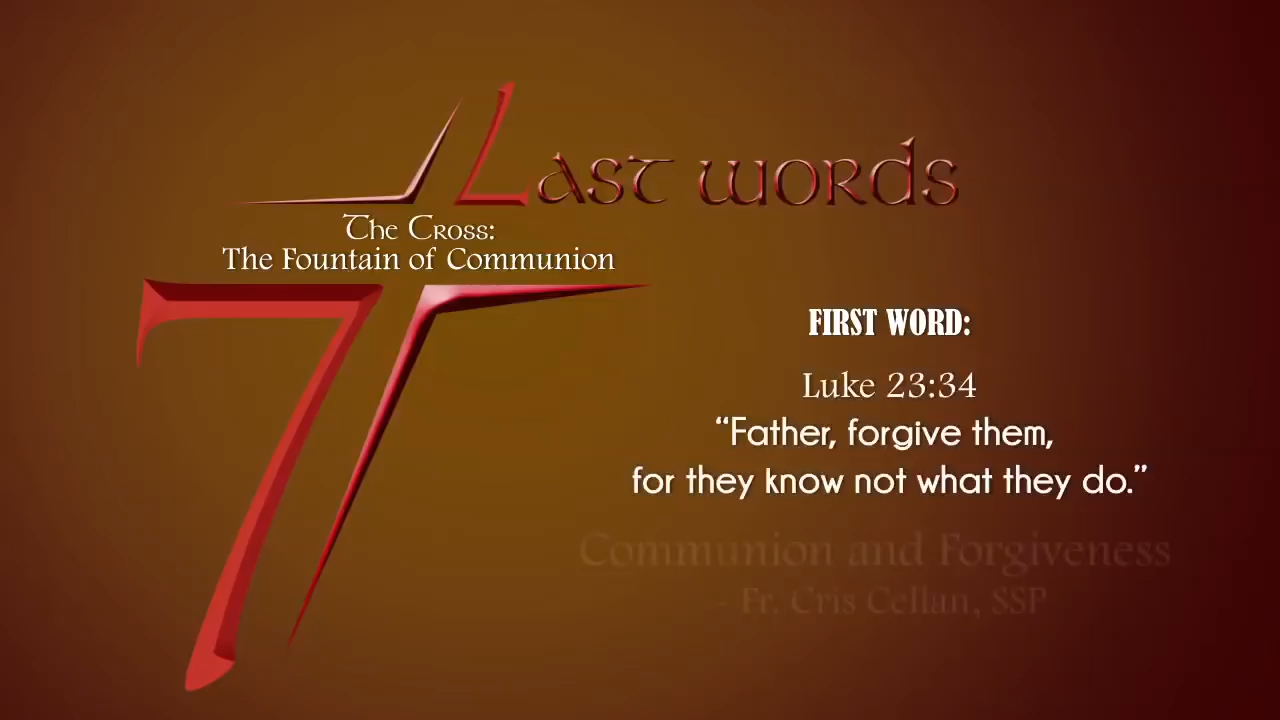 7 Last words
The Cross:
The Fountain of Communion
FIRST WORD:
Luke 23:34
“Father, forgive them,
for they know not what they do.”
Communion and Forgiveness
- Fr. Cris Cellan, SSP